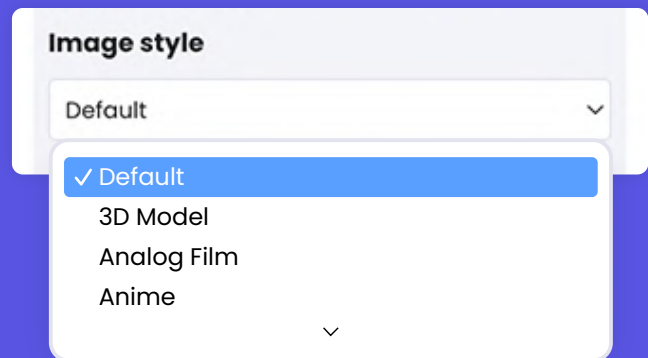 Image style
Default
Default
3D Model
Analog Film
Anime